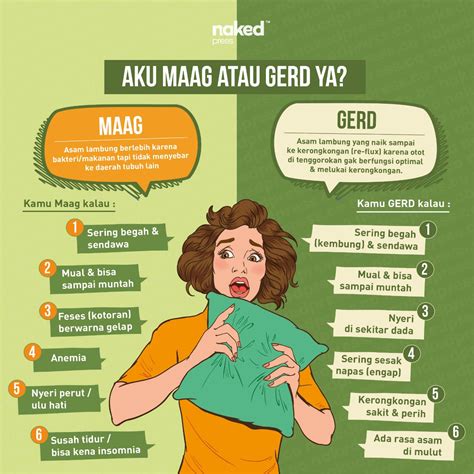 naked™
press
AKU MAAG ATAU GERD YA?
MAAG
Asam lambung berlebih karena
bakteri/makanan tapi tidak menyebar
ke daerah tubuh lain
Kamu Maag kalau :
1 Sering begah &
sendawa
2 Mual & bisa
sampai muntah
3 Feses (kotoran)
berwarna gelap
4 Anemia
5 Nyeri perut /
ulu hati
6 Susah tidur /
bisa kena insomnia
GERD
Asam lambung yang naik sampai
ke kerongkongan (re-flux) karena otot
di tenggorokan gak berfungsi optimal
& melukai kerongkongan.
Kamu GERD kalau :
Sering begah 1
(kembung) & sendawa
Mual & bisa 2
sampai muntah
Nyeri 3
di sekitar dada
Sering sesak 4
napas (engap)
Kerongkongan 5
sakit & perih
Ada rasa asam 6
di mulut